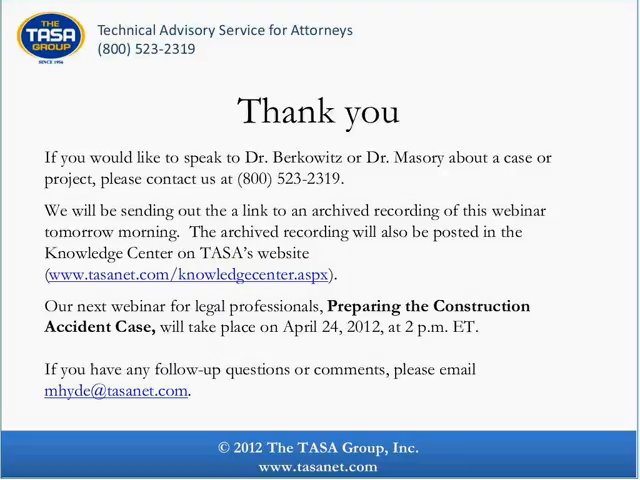 THE
TASA
GROUP
SINCE 1956
Technical Advisory Service for Attorneys
(800) 523-2319
Thank you
If you would like to speak to Dr. Berkowitz or Dr. Masory about a case or
project, please contact us at (800) 523-2319.
We will be sending out the a link to an archived recording of this webinar
tomorrow morning.  The archived recording will also be posted in the
Knowledge Center on TASA's website
(www.tasanet.com/knowledgecenter.aspx).
Our next webinar for legal professionals, Preparing the Construction
Accident Case, will take place on April 24, 2012, at 2 p.m. ET.
If you have any follow-up questions or comments, please email
mhyde@tasanet.com.
© 2012 The TASA Group, Inc.
www.tasanet.com